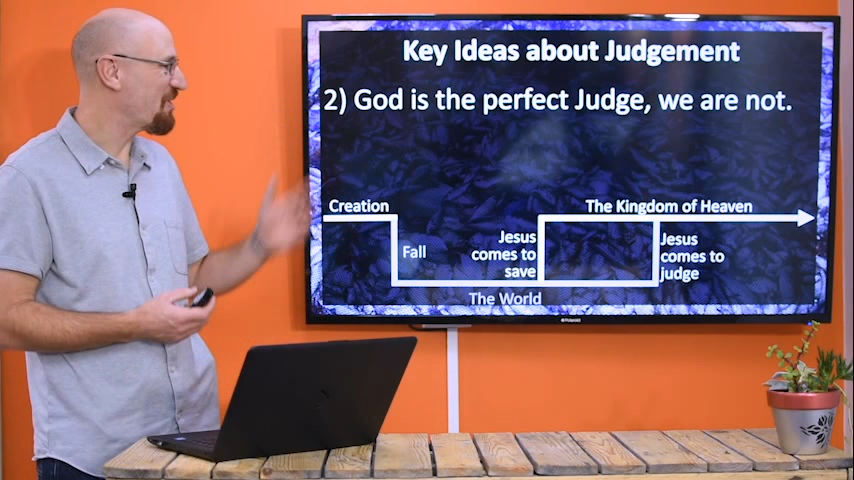 Key Ideas about Judgement
2) God is the perfect Judge, we are not.
Creation
The Kingdom of Heaven
Fall
Jesus
comes to
save
Jesus
comes to
judge
The World
Polaroid